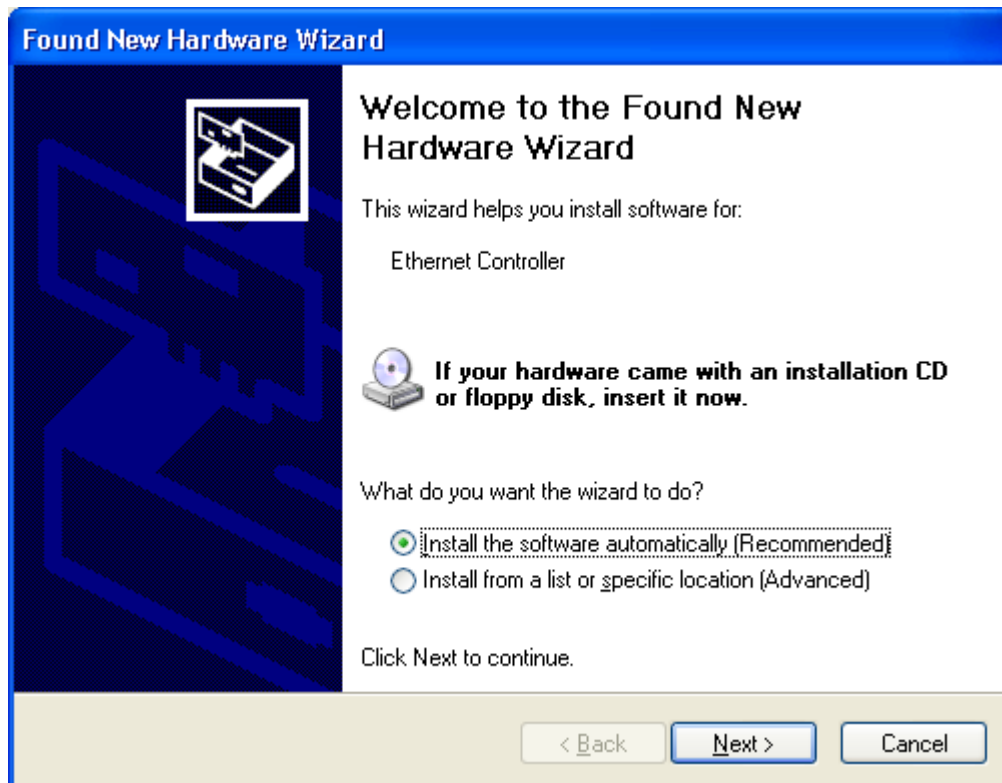 Found New Hardware Wizard
Welcome to the Found New
Hardware Wizard
This wizard helps you install software for:
Ethernet Controller
If your hardware came with an installation CD
or floppy disk, insert it now.
What do you want the wizard to do?
Install the software automatically (Recommended)
Install from a list or specific location (Advanced)
Click Next to continue.
< Back Next > Cancel